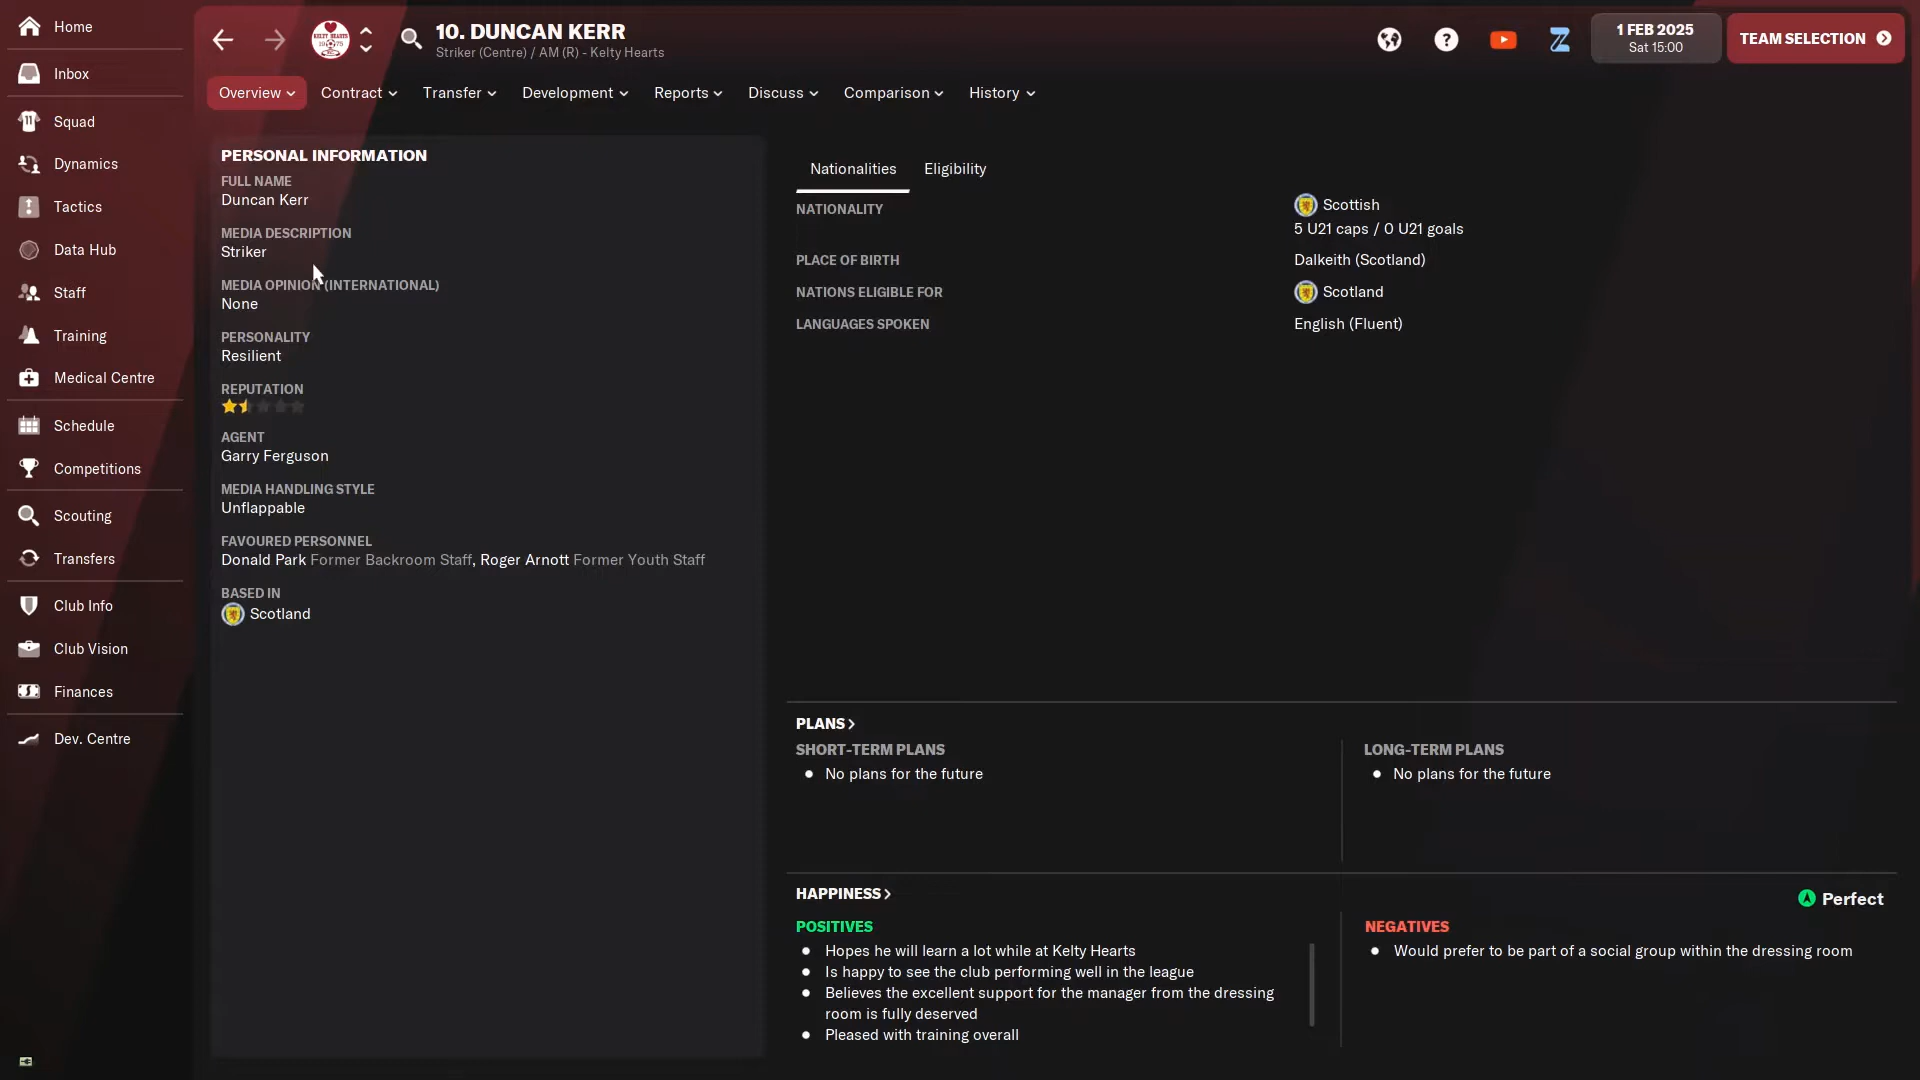 Home
Inbox
Squad
Dynamics
Tactics
Data Hub
Staff
Training
Medical Centre
Schedule
Competitions
Scouting
Transfers
Club Info
Club Vision
Finances
Dev. Centre
KELTY HEARTS
1975
10. DUNCAN KERR
Striker (Centre) / AM (R) - Kelty Hearts
1 FEB 2025
Sat 15:00
TEAM SELECTION
Overview
Contract
Transfer
Development
Reports
Discuss
Comparison
History
PERSONAL INFORMATION
FULL NAME
Duncan Kerr
MEDIA DESCRIPTION
Striker
MEDIA OPINION (INTERNATIONAL)
None
PERSONALITY
Resilient
REPUTATION
AGENT
Garry Ferguson
MEDIA HANDLING STYLE
Unflappable
FAVOURED PERSONNEL
Donald Park Former Backroom Staff, Roger Arnott Former Youth Staff
BASED IN
Scotland
Nationalities
Eligibility
NATIONALITY
Scottish
5 U21 caps / 0 U21 goals
PLACE OF BIRTH
Dalkeith (Scotland)
NATIONS ELIGIBLE FOR
Scotland
LANGUAGES SPOKEN
English (Fluent)
PLANS
SHORT-TERM PLANS
No plans for the future
LONG-TERM PLANS
No plans for the future
HAPPINESS
Perfect
POSITIVES
Hopes he will learn a lot while at Kelty Hearts
Is happy to see the club performing well in the league
Believes the excellent support for the manager from the dressing
room is fully deserved
Pleased with training overall
NEGATIVES
Would prefer to be part of a social group within the dressing room